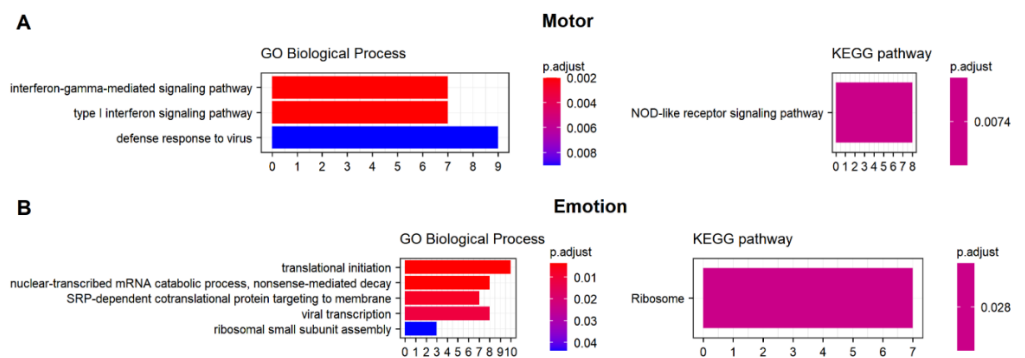 A
Motor
GO Biological Process
interferon-gamma-mediated signaling pathway
type I interferon signaling pathway
defense response to virus
0 1 2 3 4 5 6 7 8 9
p.adjust
0.002
0.004
0.006
0.008
KEGG pathway
NOD-like receptor signaling pathway
0 1 2 3 4 5 6 7 8
p.adjust
0.0074
B
Emotion
GO Biological Process
translational initiation
nuclear-transcribed mRNA catabolic process, nonsense-mediated decay
SRP-dependent cotranslational protein targeting to membrane
viral transcription
ribosomal small subunit assembly
0 1 2 3 4 5 6 7 8 9 10
p.adjust
0.01
0.02
0.03
0.04
KEGG pathway
Ribosome
0 1 2 3 4 5 6 7
p.adjust
0.028